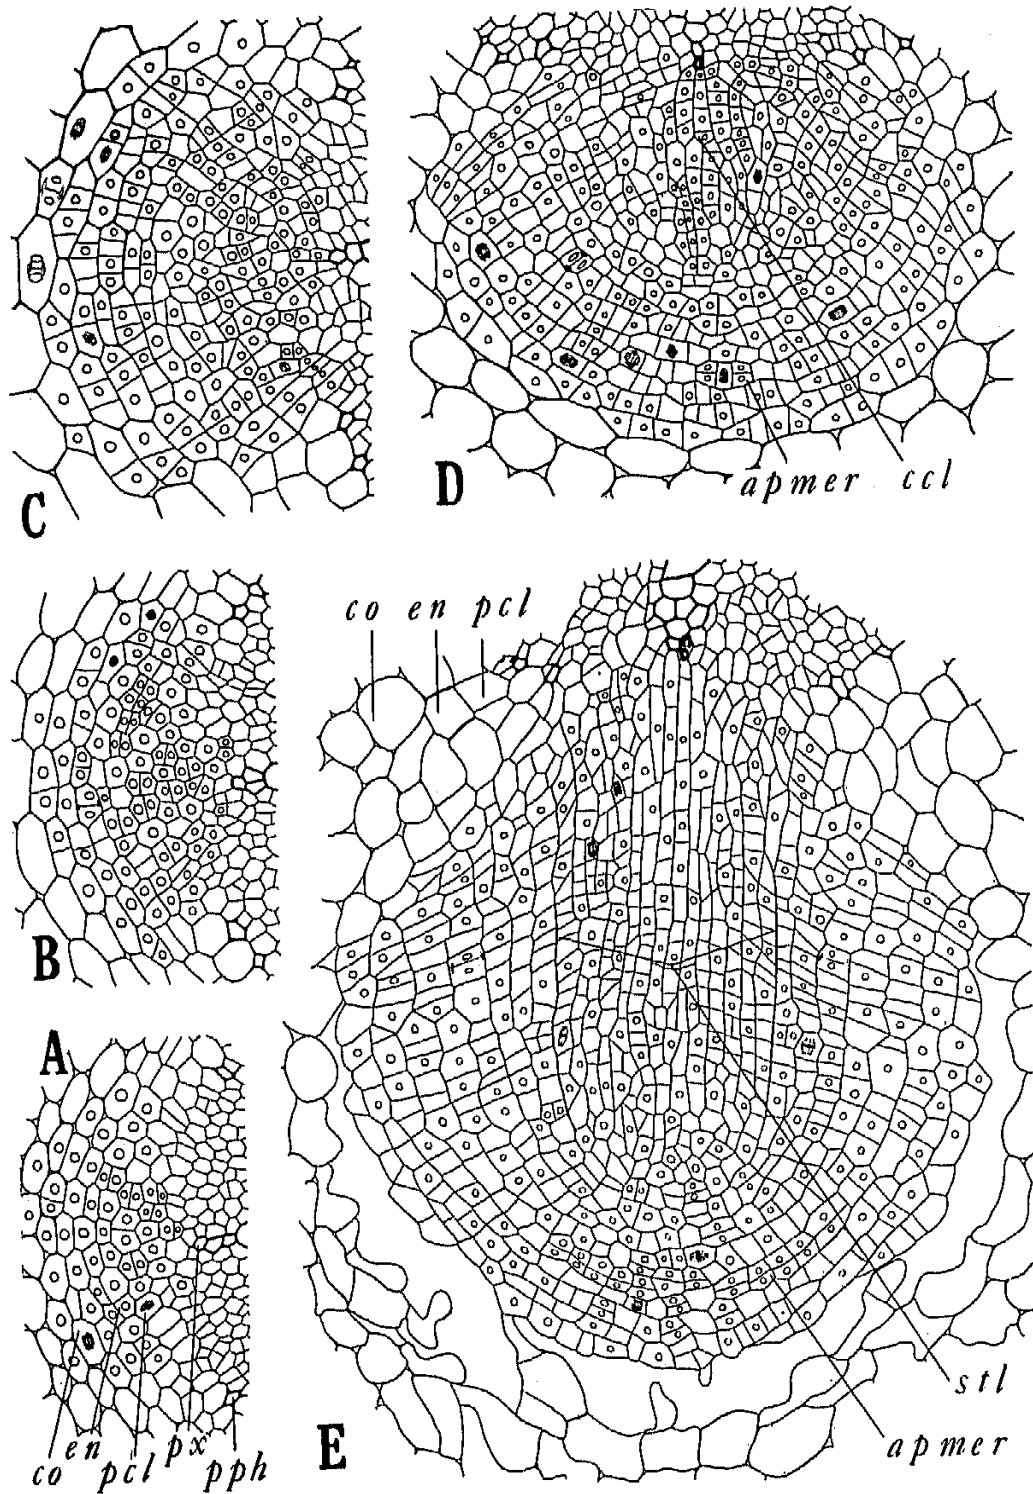 C
D
apmer ccl
B
co en pcl
A
co en pcl px pph
E
stl
apmer